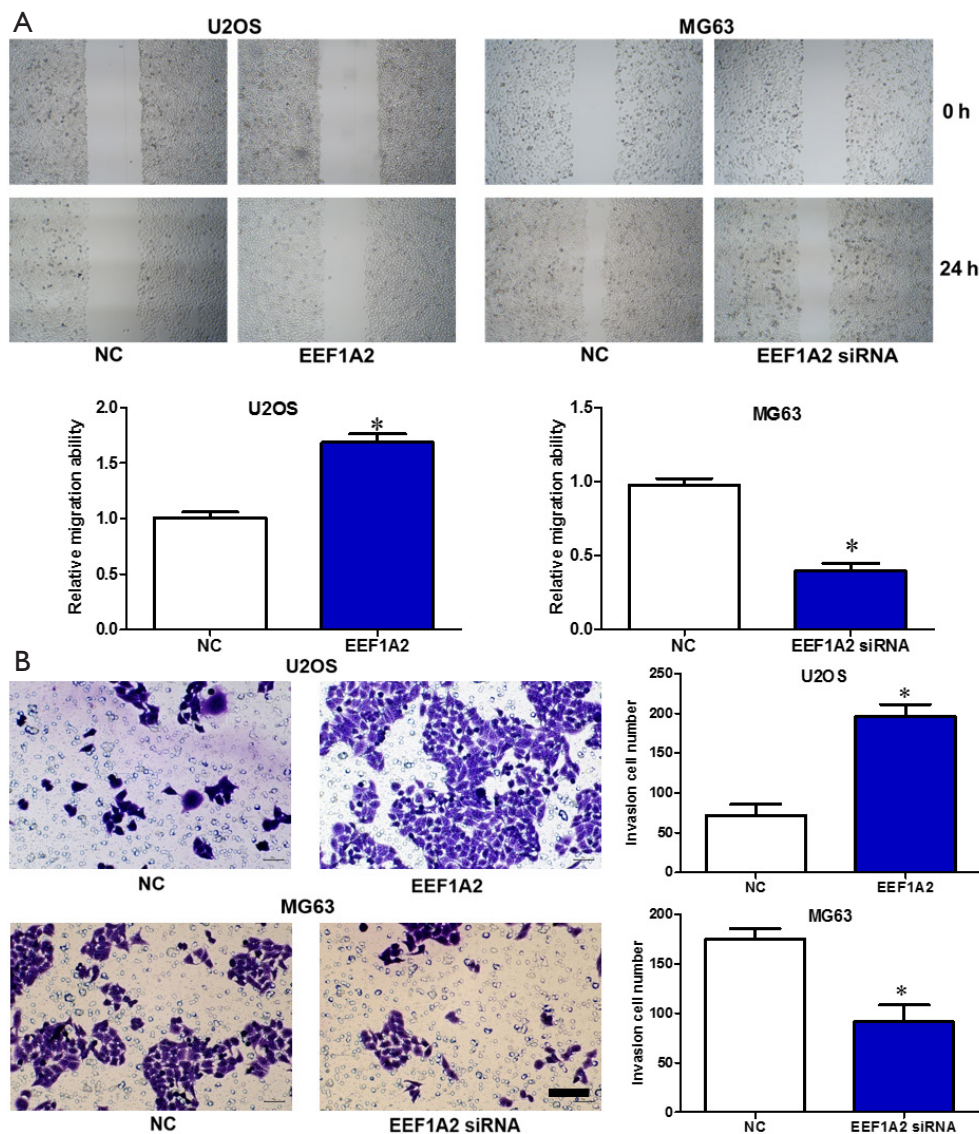 A
U2OS
MG63
0 h
24 h
NC
EEF1A2
NC
EEF1A2 siRNA
U2OS
Relative migration ability
2.0
1.5
1.0
0.5
0.0
*
NC
EEF1A2
MG63
Relative migration ability
1.5
1.0
0.5
0.0
*
NC
EEF1A2 siRNA
B
U2OS
NC
EEF1A2
U2OS
Invasion cell number
250
200
150
100
50
0
*
NC
EEF1A2
MG63
NC
EEF1A2 siRNA
MG63
Invasion cell number
200
150
100
50
0
*
NC
EEF1A2 siRNA